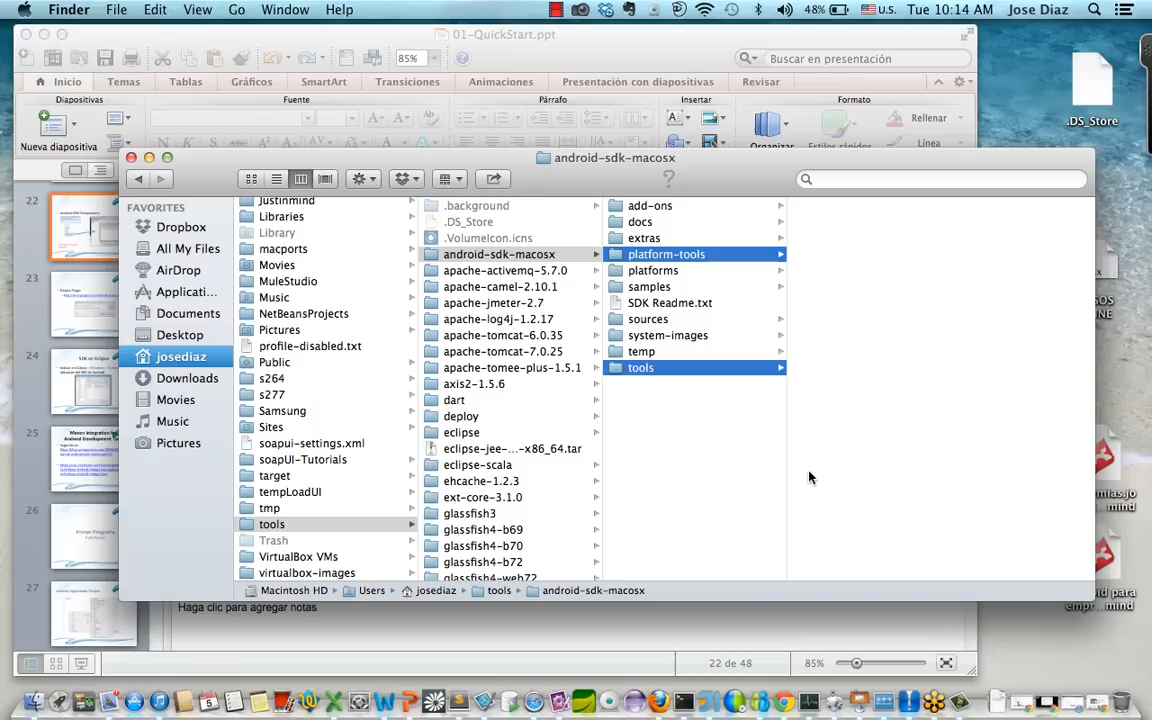 Finder File Edit View Go Window Help 48% U.S. Tue 10:14 AM Jose Diaz
01-QuickStart.ppt
85% Buscar en presentación
Inicio Temas Tablas Gráficos SmartArt Transiciones Animaciones Presentación con diapositivas Revisar
Diapositivas Fuente Párrafo Insertar Formato
Nueva diapositiva Organizar Estilos rápidos Rellenar
Línea
.DS_Store
android-sdk-macosx
FAVORITES
Dropbox
All My Files
AirDrop
Applicati...
Documents
Desktop
josediaz
Downloads
Movies
Music
Pictures
Justinmind
Libraries
Library
macports
Movies
MuleStudio
Music
NetBeansProjects
Pictures
profile-disabled.txt
Public
s264
s277
Samsung
Sites
soapui-settings.xml
soapUI-Tutorials
target
tempLoadUI
tmp
tools
Trash
VirtualBox VMs
virtualbox-images
.background
.DS_Store
.VolumeIcon.icns
android-sdk-macosx
apache-activemq-5.7.0
apache-camel-2.10.1
apache-jmeter-2.7
apache-log4j-1.2.17
apache-tomcat-6.0.35
apache-tomcat-7.0.25
apache-tomee-plus-1.5.1
axis2-1.5.6
dart
deploy
eclipse
eclipse-jee-...-x86_64.tar
eclipse-scala
ehcache-1.2.3
ext-core-3.1.0
glassfish3
glassfish4-b69
glassfish4-b70
glassfish4-b72
glassfish4-web72
add-ons
docs
extras
platform-tools
platforms
samples
SDK Readme.txt
sources
system-images
temp
tools
Macintosh HD Users josediaz tools android-sdk-macosx
22
23
24
25
26
27
SDK en Eclipse
Primer Programa
Haga clic para agregar notas
22 de 48 85%